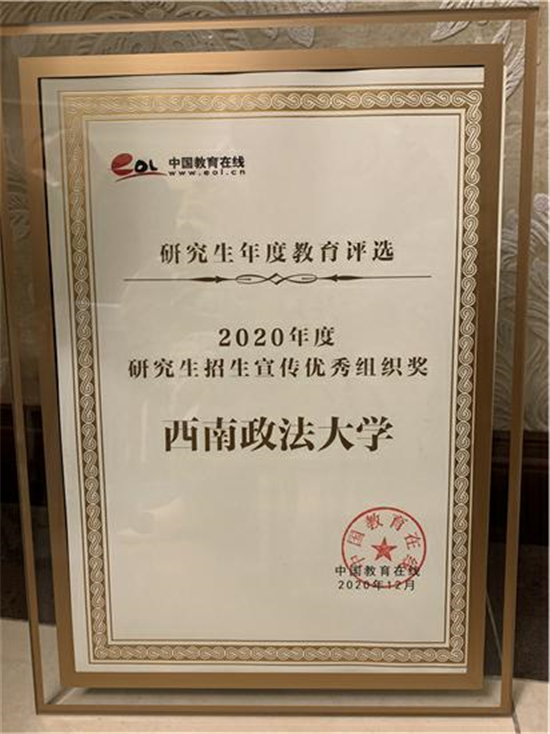 eol 中国教育在线
www.eol.cn
研究生年度教育评选
2020年度
研究生招生宣传优秀组织奖
西南政法大学
中国教育在线
中国教育在线
2020年12月